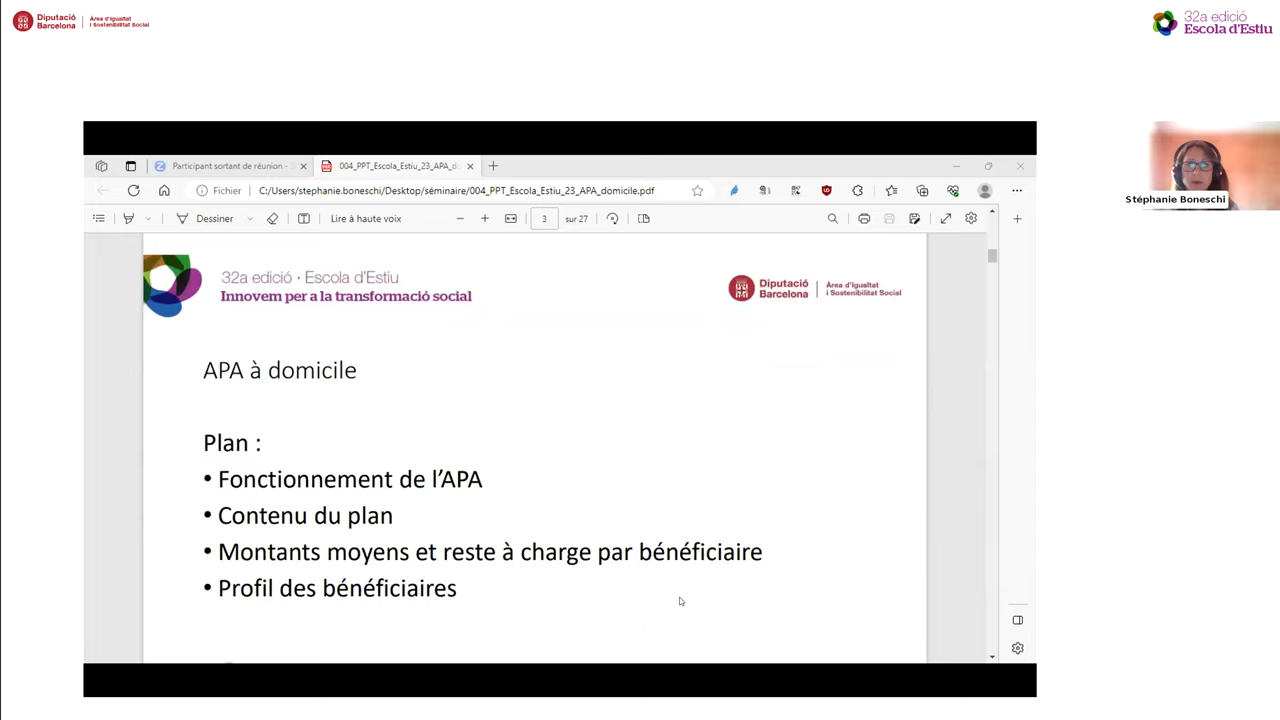 Diputació
Barcelona
Àrea d'Igualtat
i Sostenibilitat Social
32a edició
Escola d'Estiu
Participant sortant de réunion -
004_PPT_Escola_Estiu_23_APA_do
Fichier
C:/Users/stephanie.boneschi/Desktop/séminaire/004_PPT_Escola_Estiu_23_APA_domicile.pdf
Dessiner
Lire à haute voix
3
sur 27
32a edició · Escola d'Estiu
Innovem per a la transformació social
Diputació
Barcelona
Àrea d'Igualtat
i Sostenibilitat Social
APA à domicile
Plan :
• Fonctionnement de l'APA
• Contenu du plan
• Montants moyens et reste à charge par bénéficiaire
• Profil des bénéficiaires
Stéphanie Boneschi